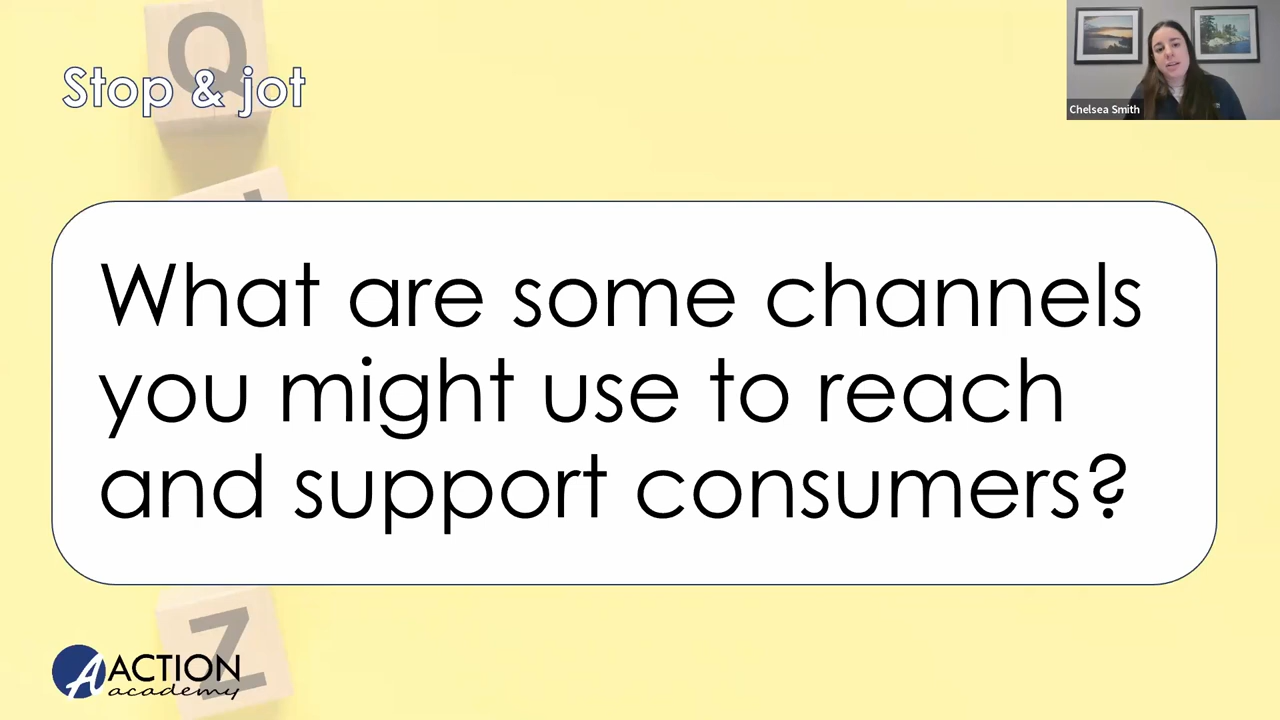 Q
Stop & jot
Chelsea Smith
What are some channels
you might use to reach
and support consumers?
Z
A ACTION
academy